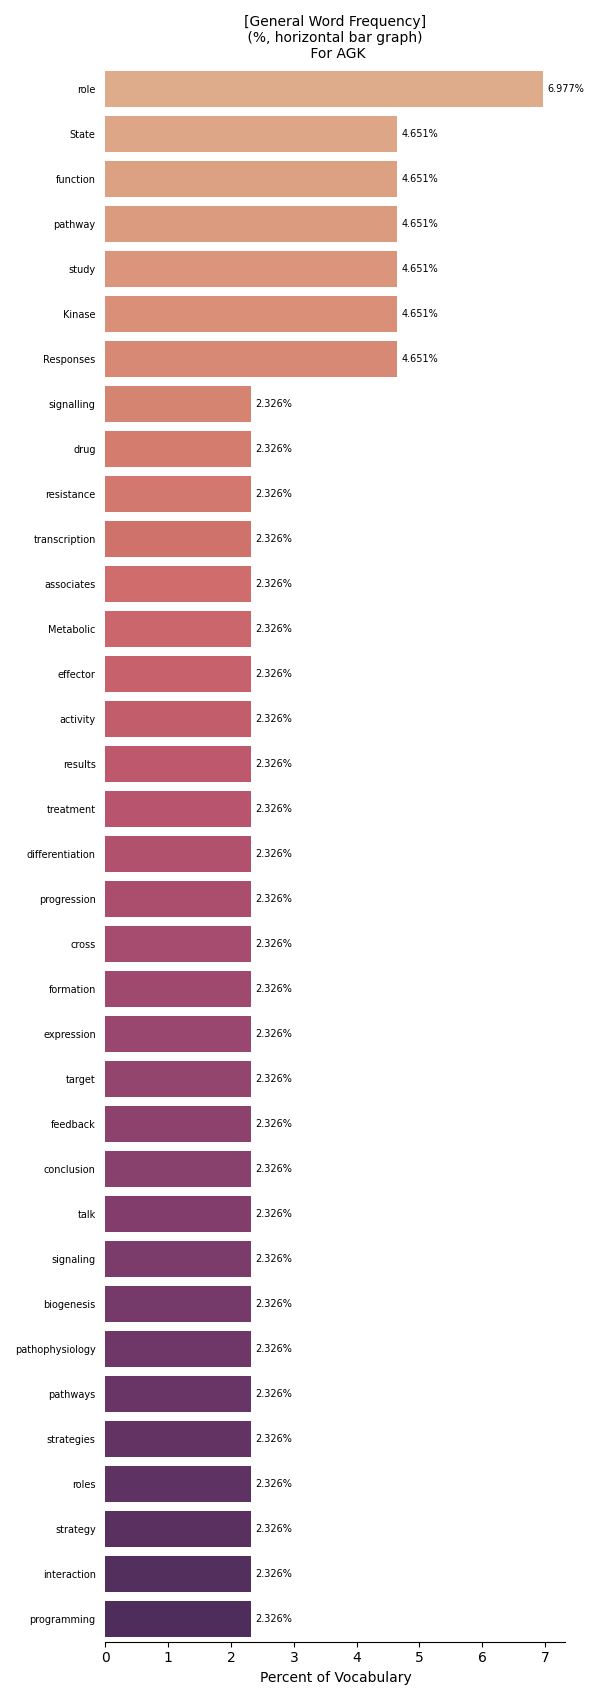 [General Word Frequency]
(%, horizontal bar graph)
For AGK
role 6.977%
State 4.651%
function 4.651%
pathway 4.651%
study 4.651%
Kinase 4.651%
Responses 4.651%
signalling 2.326%
drug 2.326%
resistance 2.326%
transcription 2.326%
associates 2.326%
Metabolic 2.326%
effector 2.326%
activity 2.326%
results 2.326%
treatment 2.326%
differentiation 2.326%
progression 2.326%
cross 2.326%
formation 2.326%
expression 2.326%
target 2.326%
feedback 2.326%
conclusion 2.326%
talk 2.326%
signaling 2.326%
biogenesis 2.326%
pathophysiology 2.326%
pathways 2.326%
strategies 2.326%
roles 2.326%
strategy 2.326%
interaction 2.326%
programming 2.326%
0 1 2 3 4 5 6 7
Percent of Vocabulary